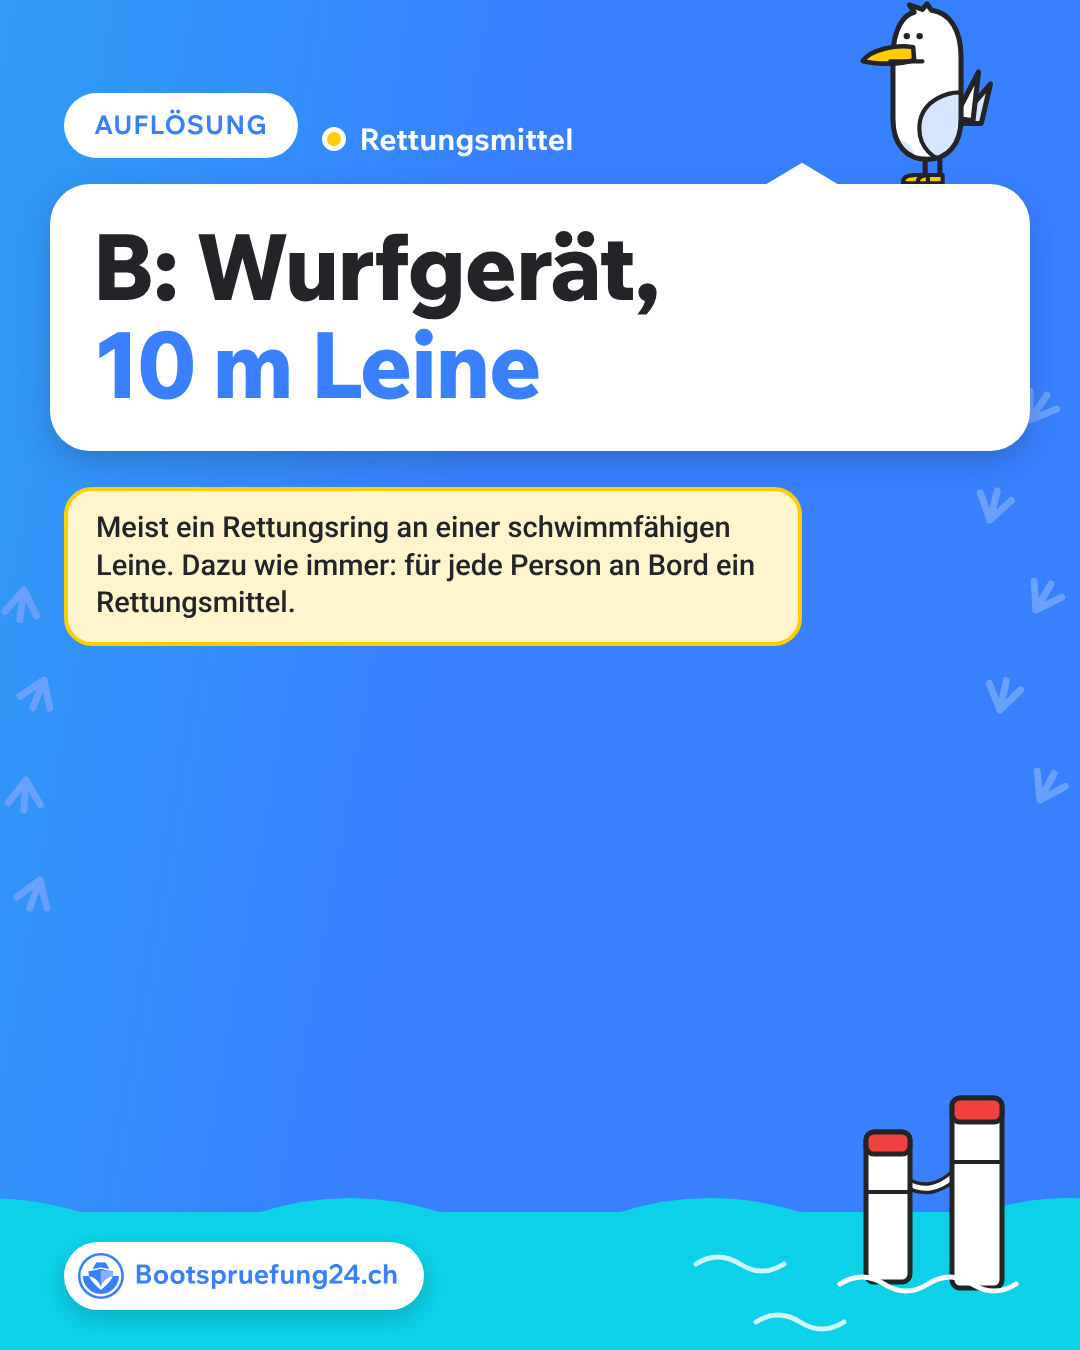 AUFLÖSUNG
Rettungsmittel
B: Wurfgerät,
10 m Leine
Meist ein Rettungsring an einer schwimmfähigen
Leine. Dazu wie immer: für jede Person an Bord ein
Rettungsmittel.
Bootspruefung24.ch